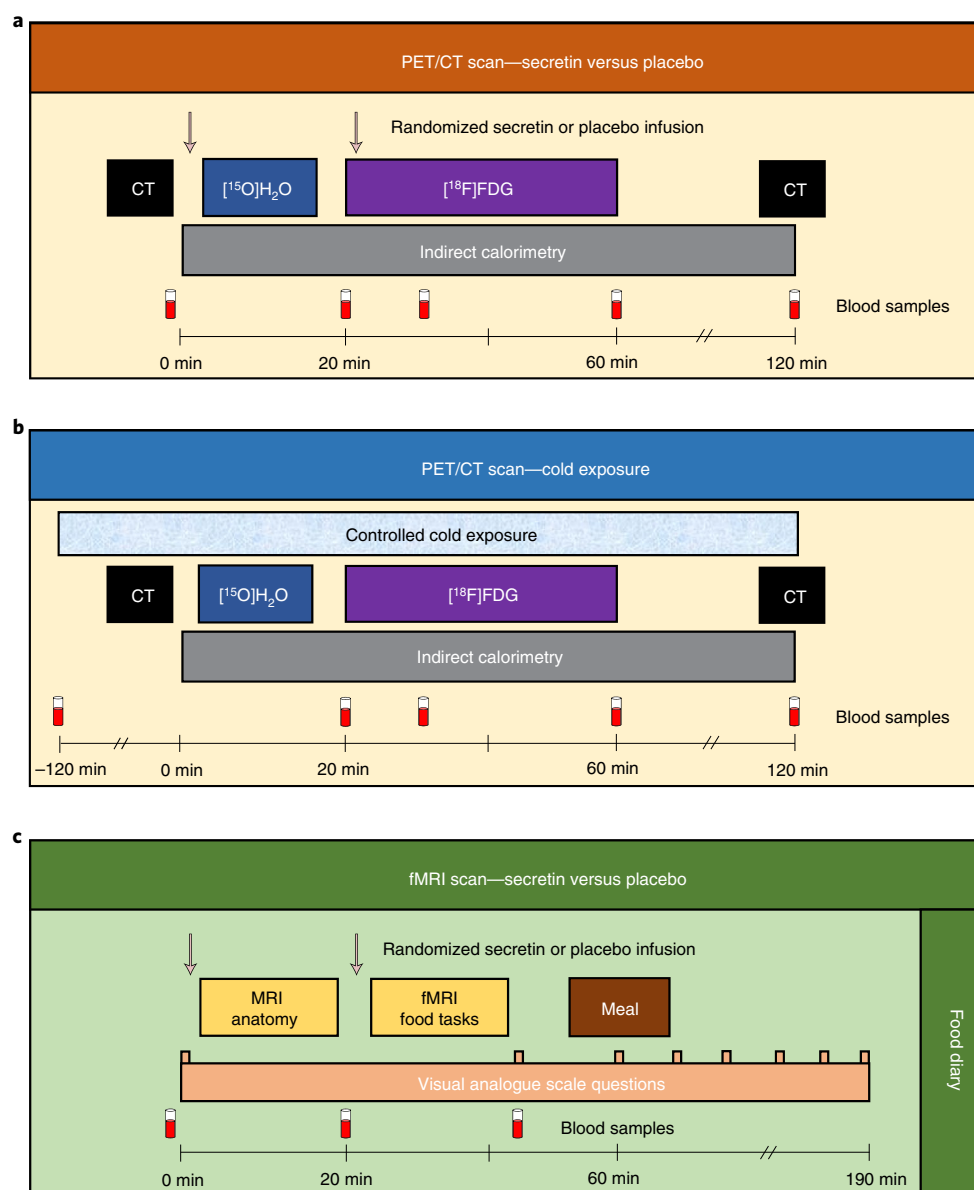 a
PET/CT scan—secretin versus placebo
Randomized secretin or placebo infusion
CT
[¹⁵O]H₂O
[¹⁸F]FDG
CT
Indirect calorimetry
Blood samples
0 min
20 min
60 min
120 min
b
PET/CT scan—cold exposure
Controlled cold exposure
CT
[¹⁵O]H₂O
[¹⁸F]FDG
CT
Indirect calorimetry
Blood samples
–120 min
0 min
20 min
60 min
120 min
c
fMRI scan—secretin versus placebo
Randomized secretin or placebo infusion
MRI
anatomy
fMRI
food tasks
Meal
Visual analogue scale questions
Blood samples
0 min
20 min
60 min
190 min
Food diary